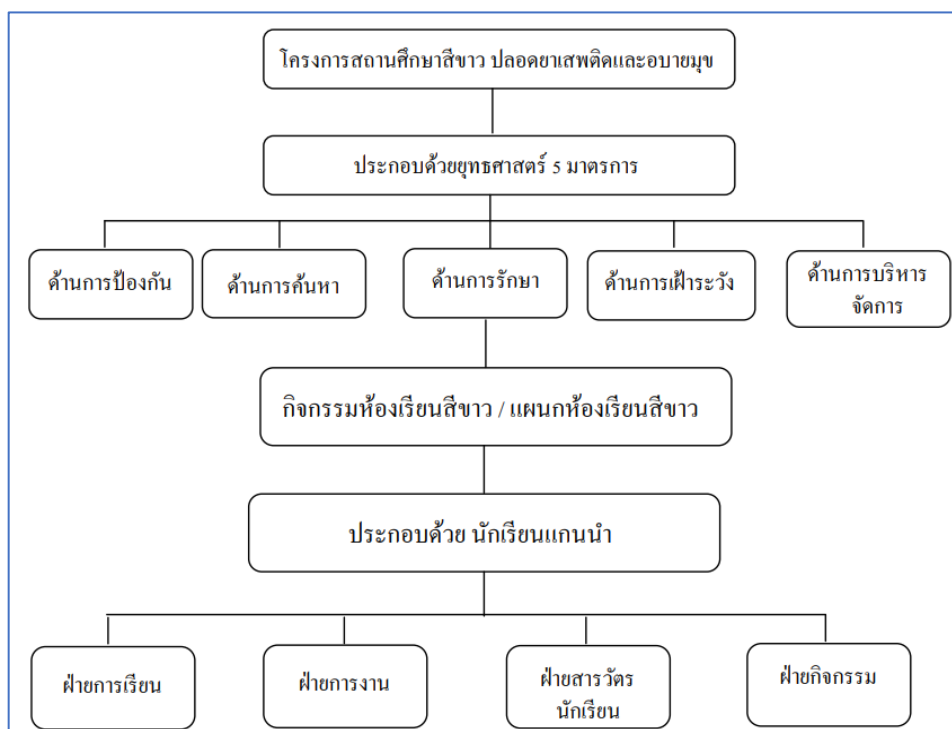 โครงการสถานศึกษาสีขาว ปลอดยาเสพติดและอบายมุข
ประกอบด้วยยุทธศาสตร์ 5 มาตรการ
ด้านการป้องกัน
ด้านการค้นหา
ด้านการรักษา
ด้านการเฝ้าระวัง
ด้านการบริหาร
จัดการ
กิจกรรมห้องเรียนสีขาว / แผนกห้องเรียนสีขาว
ประกอบด้วย นักเรียนแกนนำ
ฝ่ายการเรียน
ฝ่ายการงาน
ฝ่ายสารวัตร
นักเรียน
ฝ่ายกิจกรรม